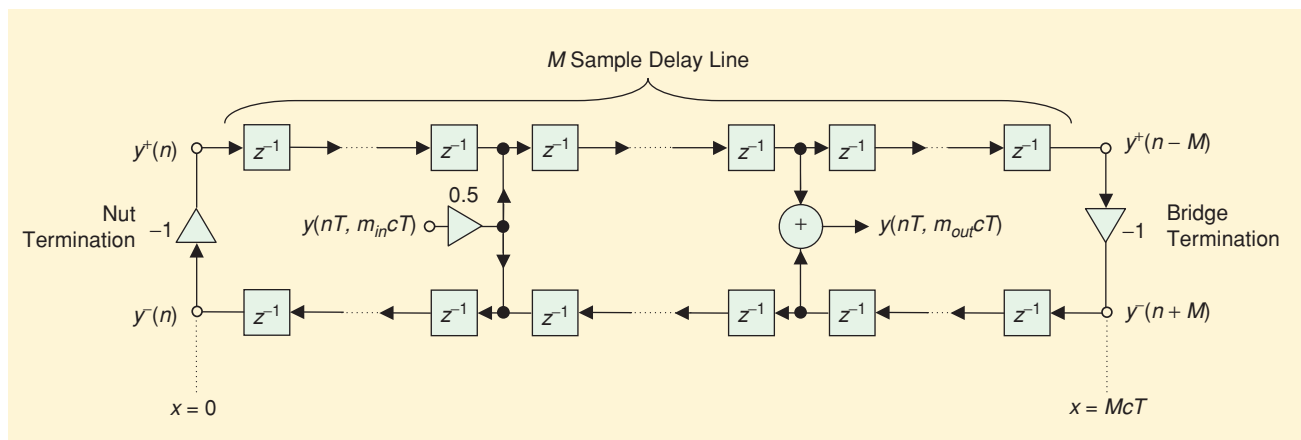 M Sample Delay Line
y⁺(n) z⁻¹ z⁻¹ z⁻¹ z⁻¹ z⁻¹ z⁻¹ y⁺(n – M)
0.5
Nut
Termination
–1
y(nT, m_in cT)
+
y(nT, m_out cT)
–1
Bridge
Termination
y⁻(n) z⁻¹ z⁻¹ z⁻¹ z⁻¹ z⁻¹ z⁻¹ y⁻(n + M)
x = 0
x = McT